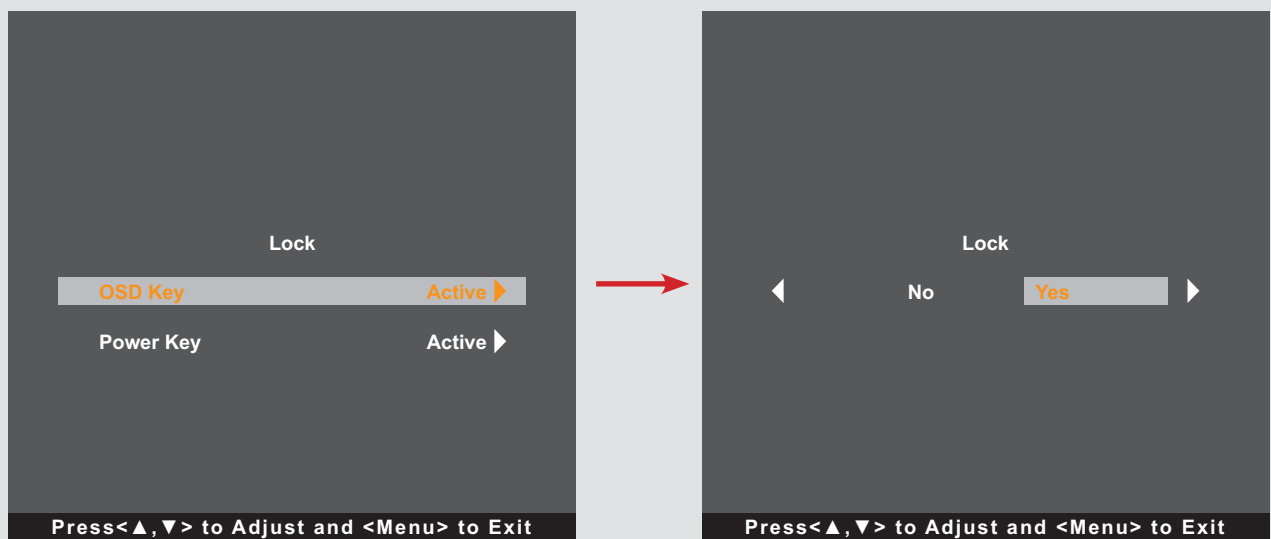 Lock
OSD Key Active
Power Key Active
Press<▲,▼> to Adjust and <Menu> to Exit
Lock
No Yes
Press<▲,▼> to Adjust and <Menu> to Exit